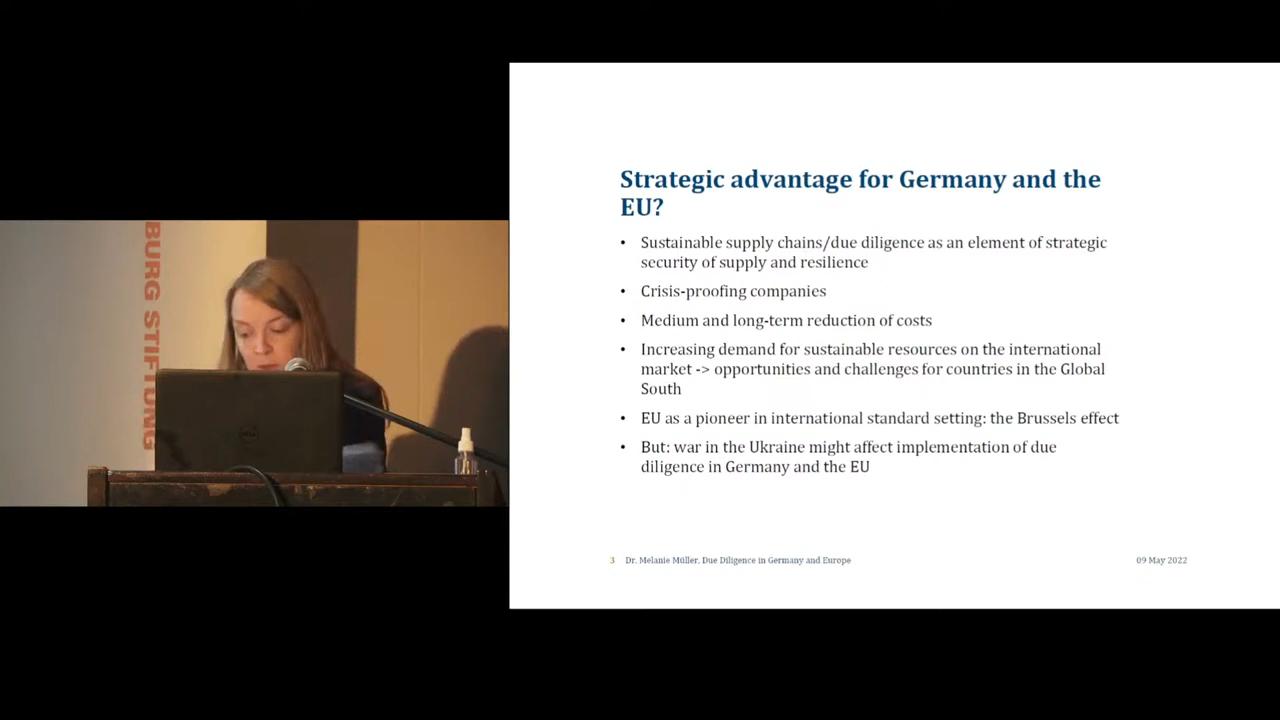 BURG STIFTUNG
DELL
Strategic advantage for Germany and the
EU?
• Sustainable supply chains/due diligence as an element of strategic
security of supply and resilience
• Crisis-proofing companies
• Medium and long-term reduction of costs
• Increasing demand for sustainable resources on the international
market -> opportunities and challenges for countries in the Global
South
• EU as a pioneer in international standard setting: the Brussels effect
• But: war in the Ukraine might affect implementation of due
diligence in Germany and the EU
3 Dr. Melanie Müller, Due Diligence in Germany and Europe 09 May 2022